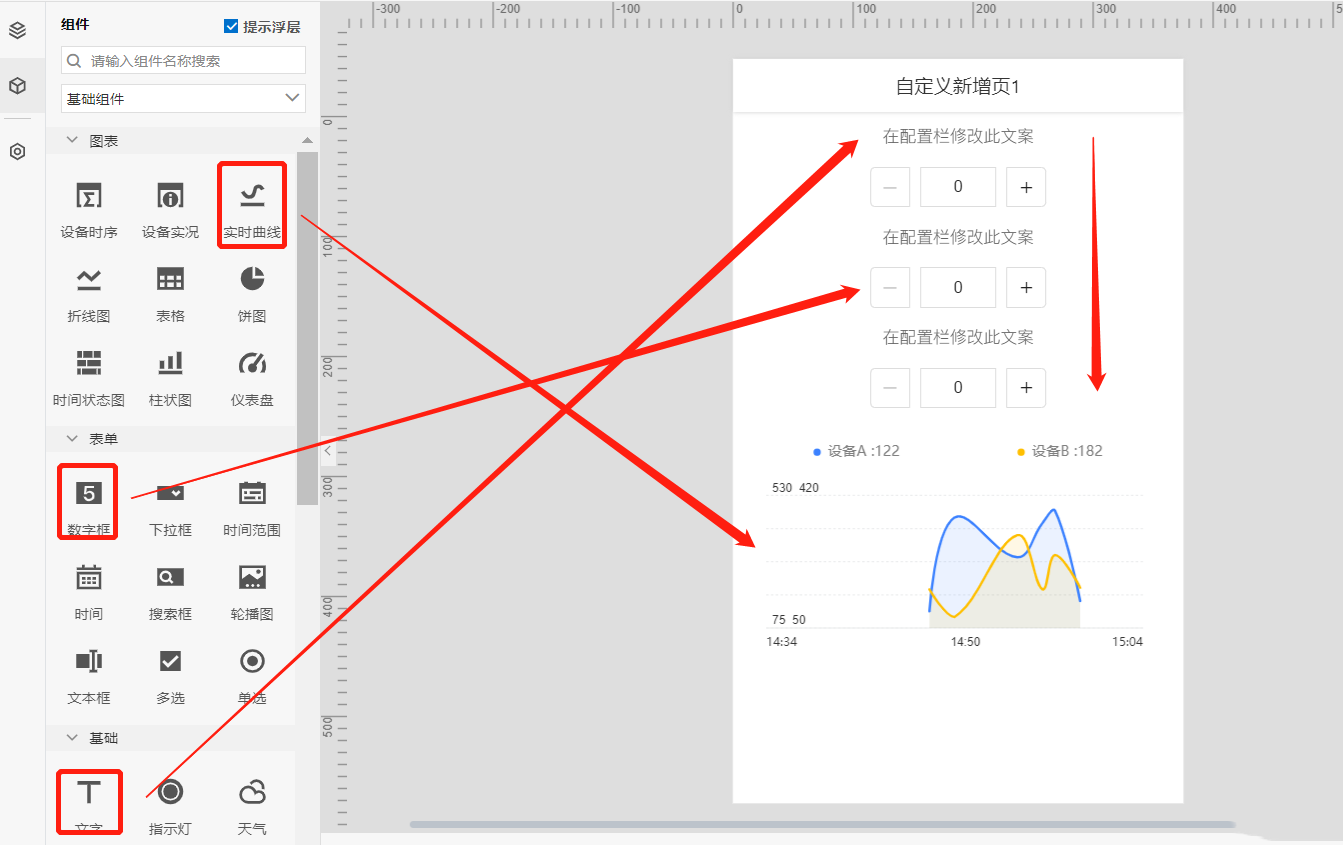 组件
提示浮层
请输入组件名称搜索
基础组件
图表
设备时序 设备实况 实时曲线
折线图 表格 饼图
时间状态图 柱状图 仪表盘
表单
5
数字框 下拉框 时间范围
时间 搜索框 轮播图
文本框 多选 单选
基础
文字 指示灯 天气
-300 -200 -100 0 100 200 300 400 5
0
100
200
300
400
500
自定义新增页1
在配置栏修改此文案
— 0 +
在配置栏修改此文案
— 0 +
在配置栏修改此文案
— 0 +
设备A :122 设备B :182
530 420
75 50
14:34 14:50 15:04